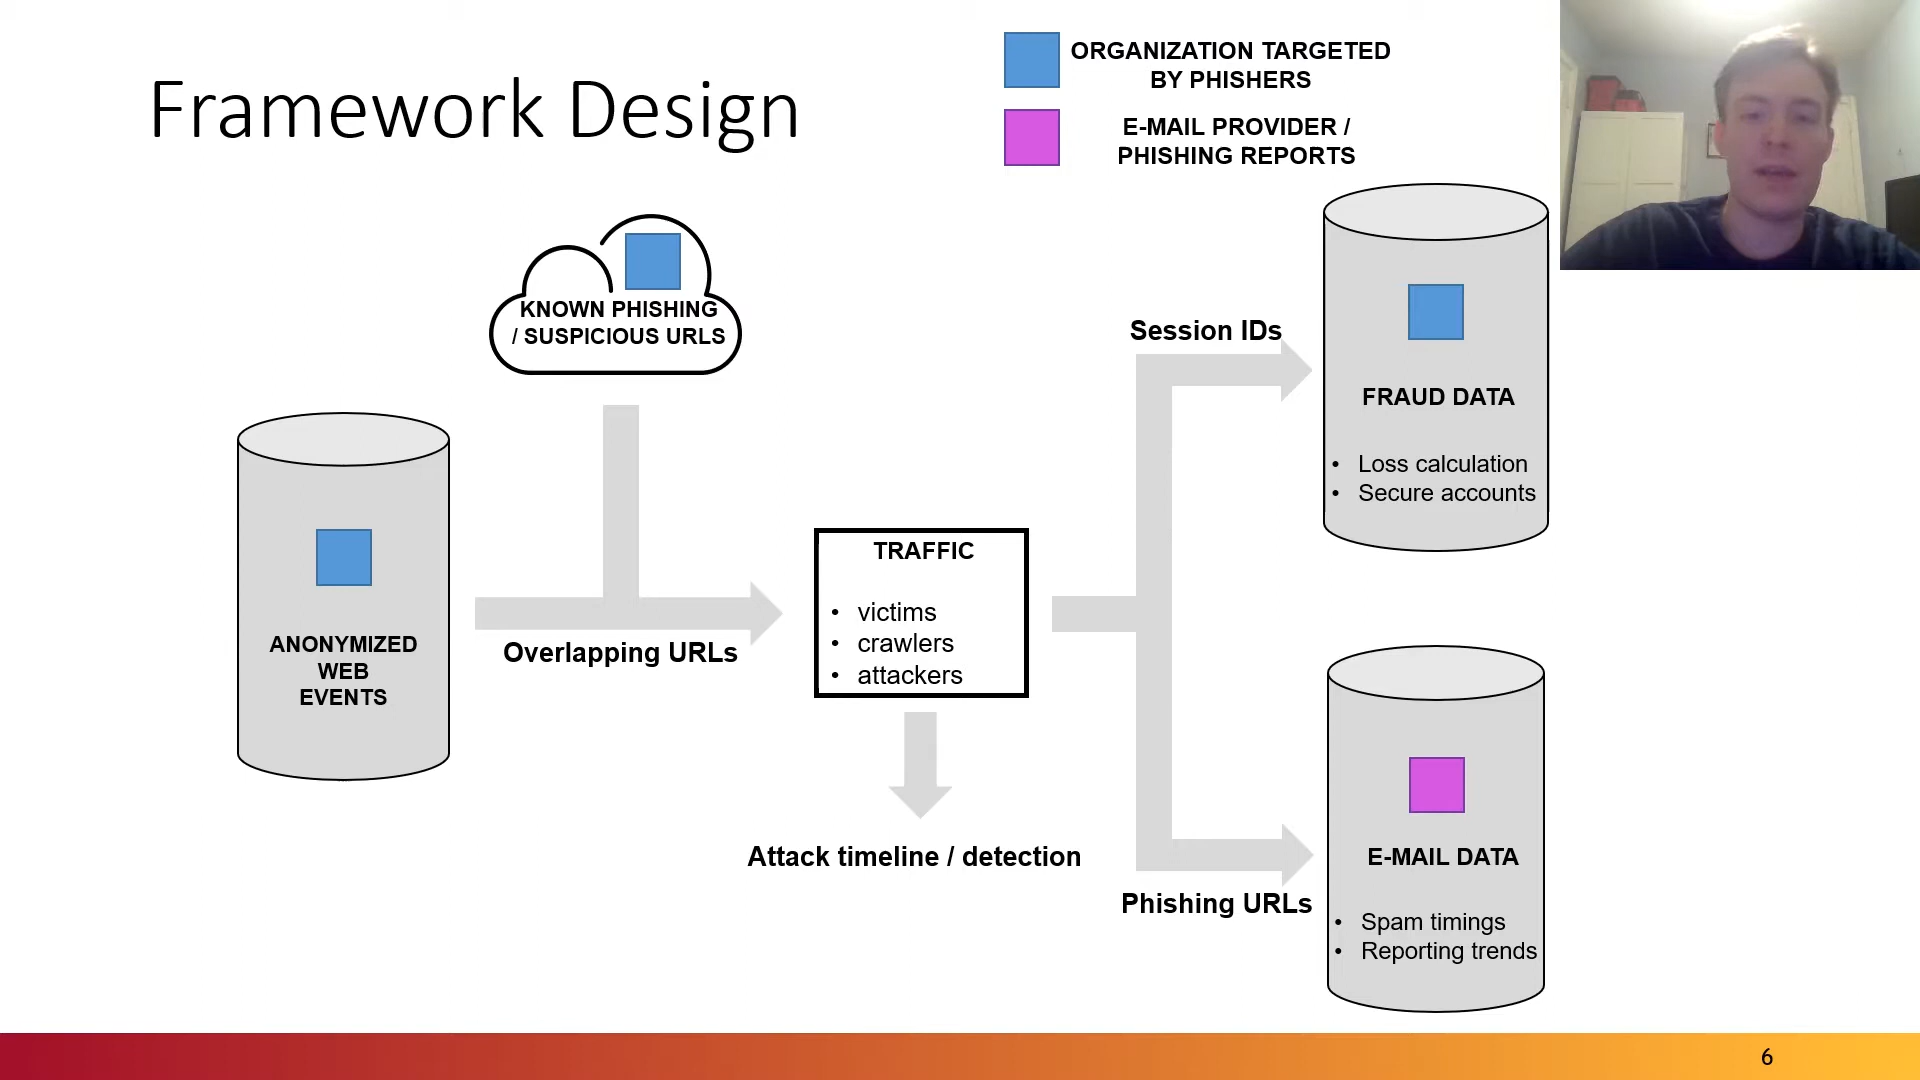 Framework Design
ORGANIZATION TARGETED
BY PHISHERS
E-MAIL PROVIDER /
PHISHING REPORTS
KNOWN PHISHING
/ SUSPICIOUS URLS
ANONYMIZED
WEB
EVENTS
Overlapping URLs
TRAFFIC
• victims
• crawlers
• attackers
Attack timeline / detection
Session IDs
FRAUD DATA
• Loss calculation
• Secure accounts
Phishing URLs
E-MAIL DATA
• Spam timings
• Reporting trends
6